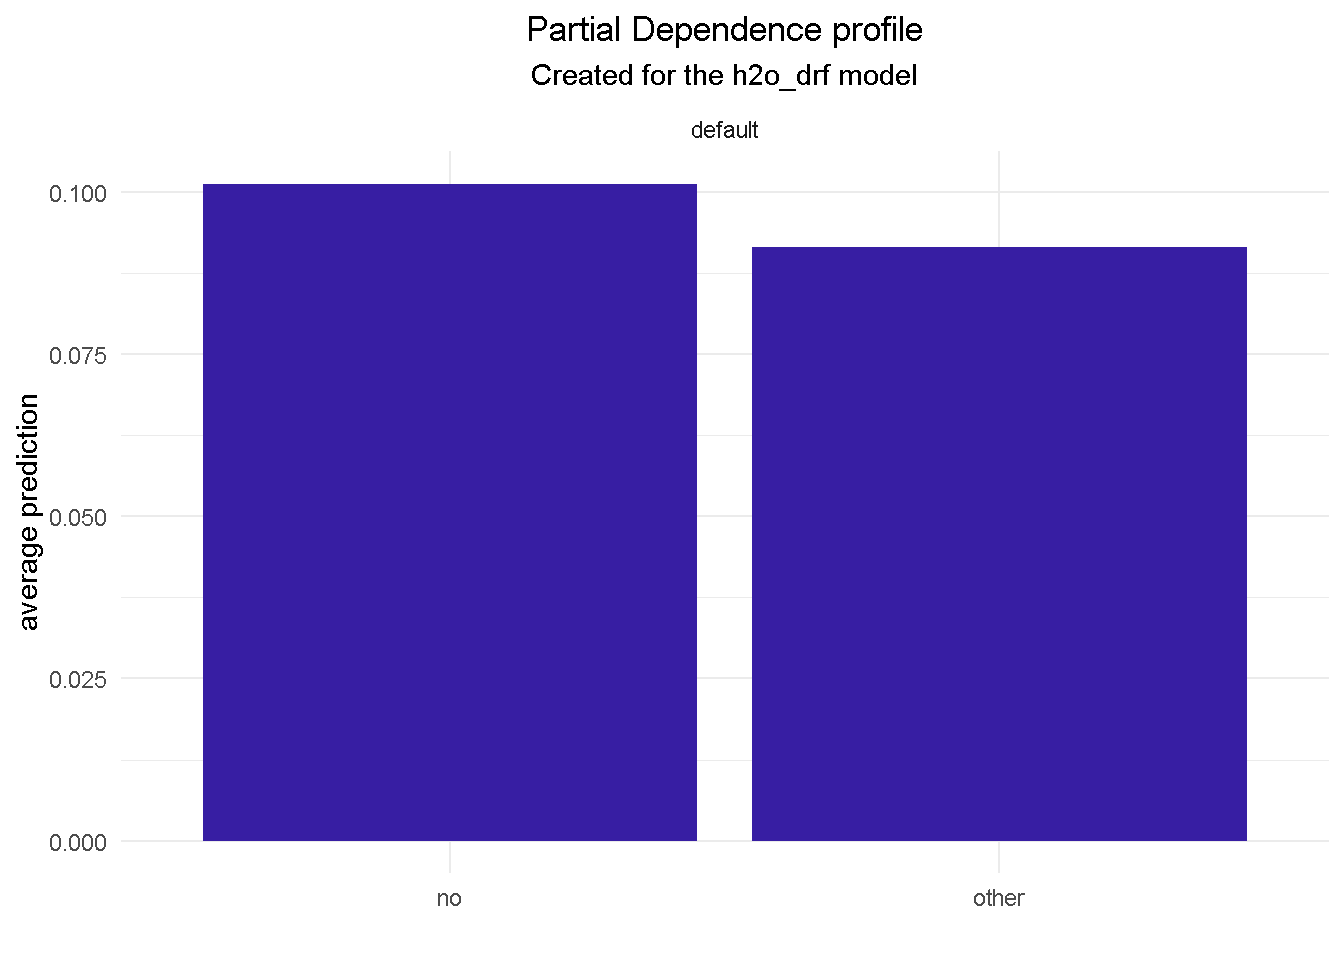 Partial Dependence profile
Created for the h2o_drf model
default
0.100
0.075
0.050
0.025
0.000
average prediction
no
other